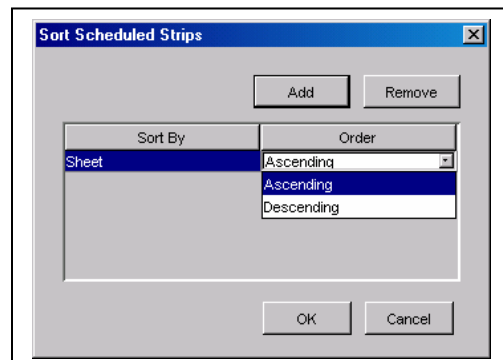 Sort Scheduled Strips
Add Remove
Sort By Order
Sheet Ascending
Ascending
Descending
OK Cancel